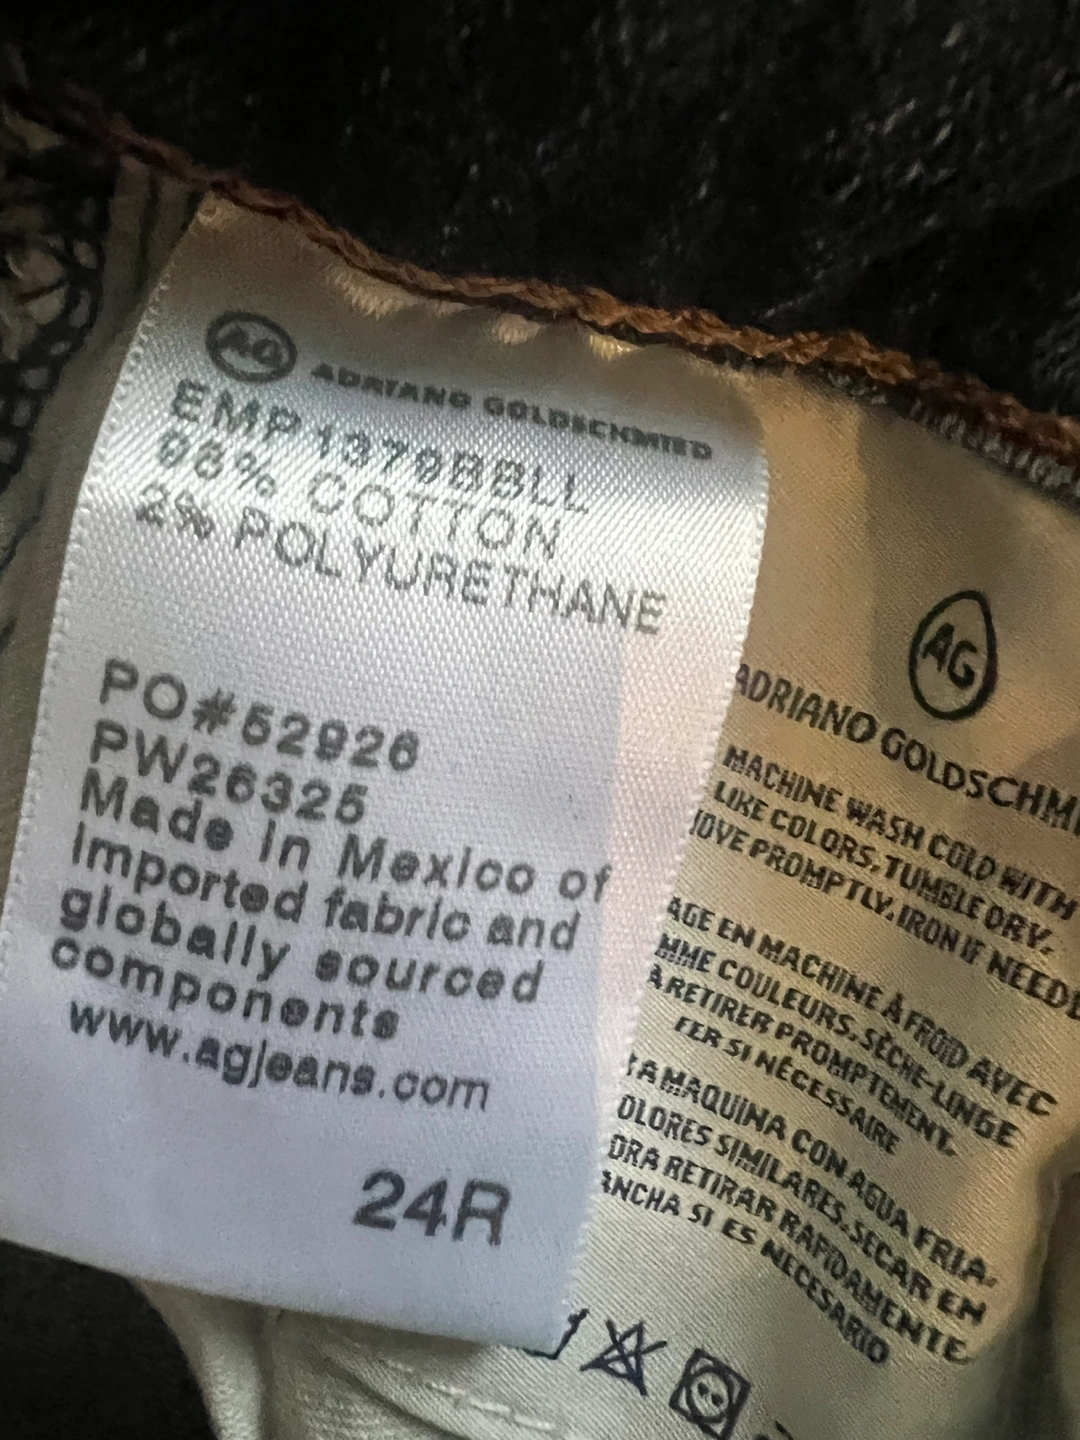 AG ADRIANO GOLDSCHMIED
EMP1379BBLL
98% COTTON
2% POLYURETHANE
PO#52926
PW26325
Made in Mexico of
imported fabric and
globally sourced
components
www.agjeans.com
24R
AG
ADRIANO GOLDSCHMI
MACHINE WASH COLD WITH
LIKE COLORS, TUMBLE DRY.
OVE PROMPTLY. IRON IF NEEDE
AGE EN MACHINE À FROID AVEC
MME COULEURS. SÈCHE-LINGE
À RETIRER PROMPTEMENT.
FER SI NÉCESSAIRE
A MAQUINA CON AGUA FRIA.
OLORES SIMILARES. SECAR EN
ORA RETIRAR RAPIDAMENTE.
ANCHA SI ES NECESARIO